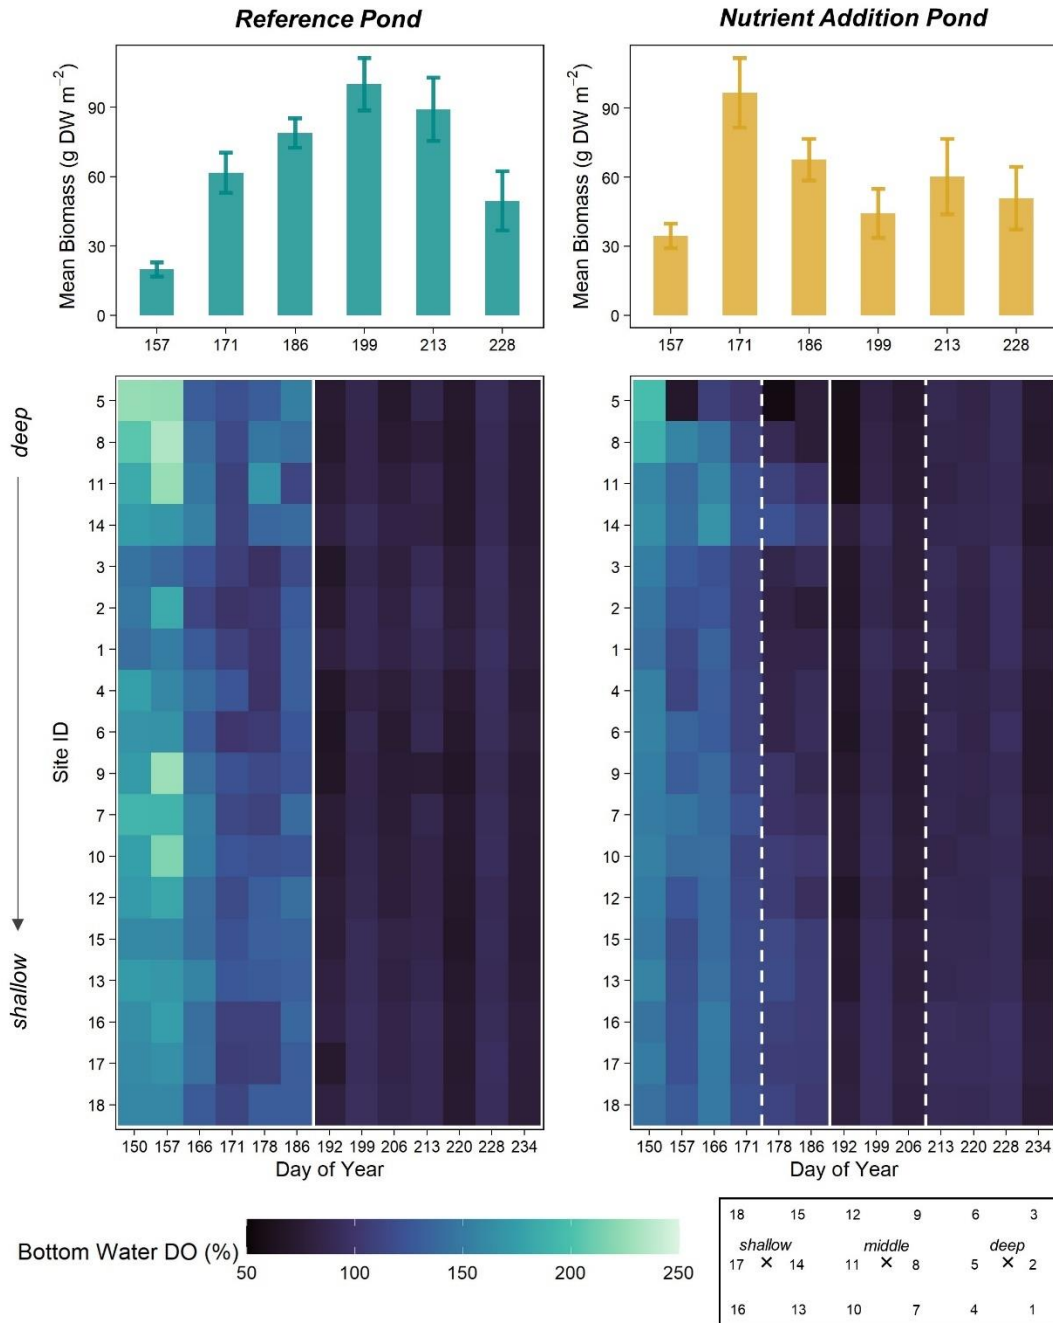 Reference Pond
Nutrient Addition Pond
Mean Biomass (g DW m⁻²)
90
60
30
0
157 171 186 199 213 228
Mean Biomass (g DW m⁻²)
90
60
30
0
157 171 186 199 213 228
deep
shallow
Site ID
5
8
11
14
3
2
1
4
6
9
7
10
12
15
13
16
17
18
150 157 166 171 178 186 192 199 206 213 220 228 234
Day of Year
5
8
11
14
3
2
1
4
6
9
7
10
12
15
13
16
17
18
150 157 166 171 178 186 192 199 206 213 220 228 234
Day of Year
Bottom Water DO (%)
50 100 150 200 250
18 15 12 9 6 3
shallow middle deep
17 × 14 11 × 8 5 × 2
16 13 10 7 4 1